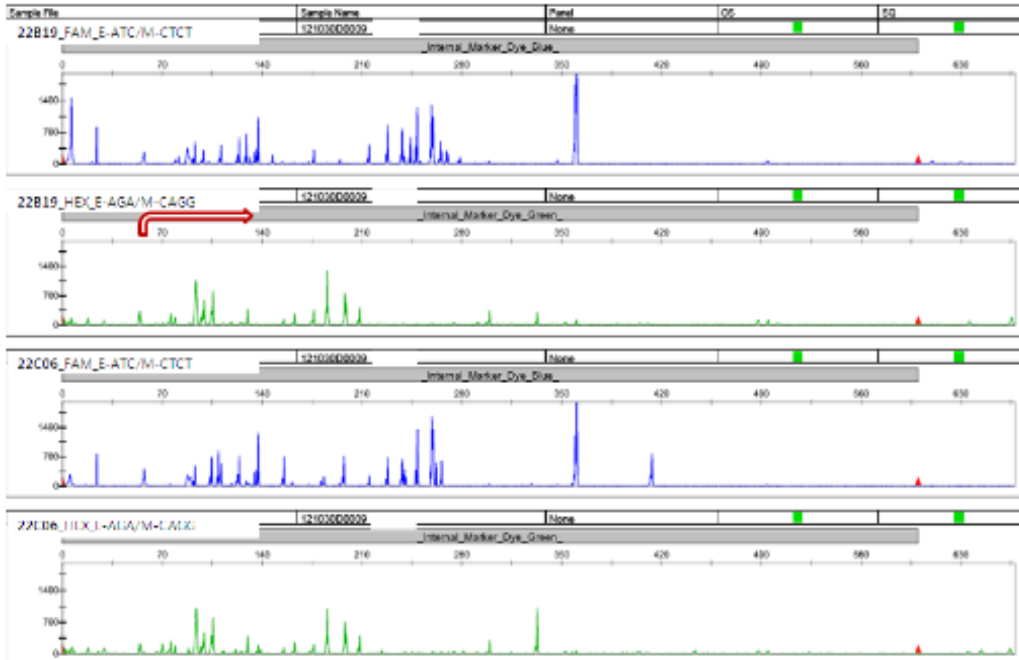 Sample File Sample Name Panel OS SQ
22B19_FAM_E-ATC/M-CTCT 121030D0009 None
_Internal_Marker_Dye_Blue_
0 70 140 210 280 350 420 490 560 630
1400
700
0
22B19_HEX_E-AGA/M-CAGG 121030D0009 None
_Internal_Marker_Dye_Green_
0 70 140 210 280 350 420 490 560 630
1400
700
0
22C06_FAM_E-ATC/M-CTCT 121030D0009 None
_Internal_Marker_Dye_Blue_
0 70 140 210 280 350 420 490 560 630
1400
700
0
22C06_HEX_E-AGA/M-CAGG 121030D0009 None
_Internal_Marker_Dye_Green_
0 70 140 210 280 350 420 490 560 630
1400
700
0